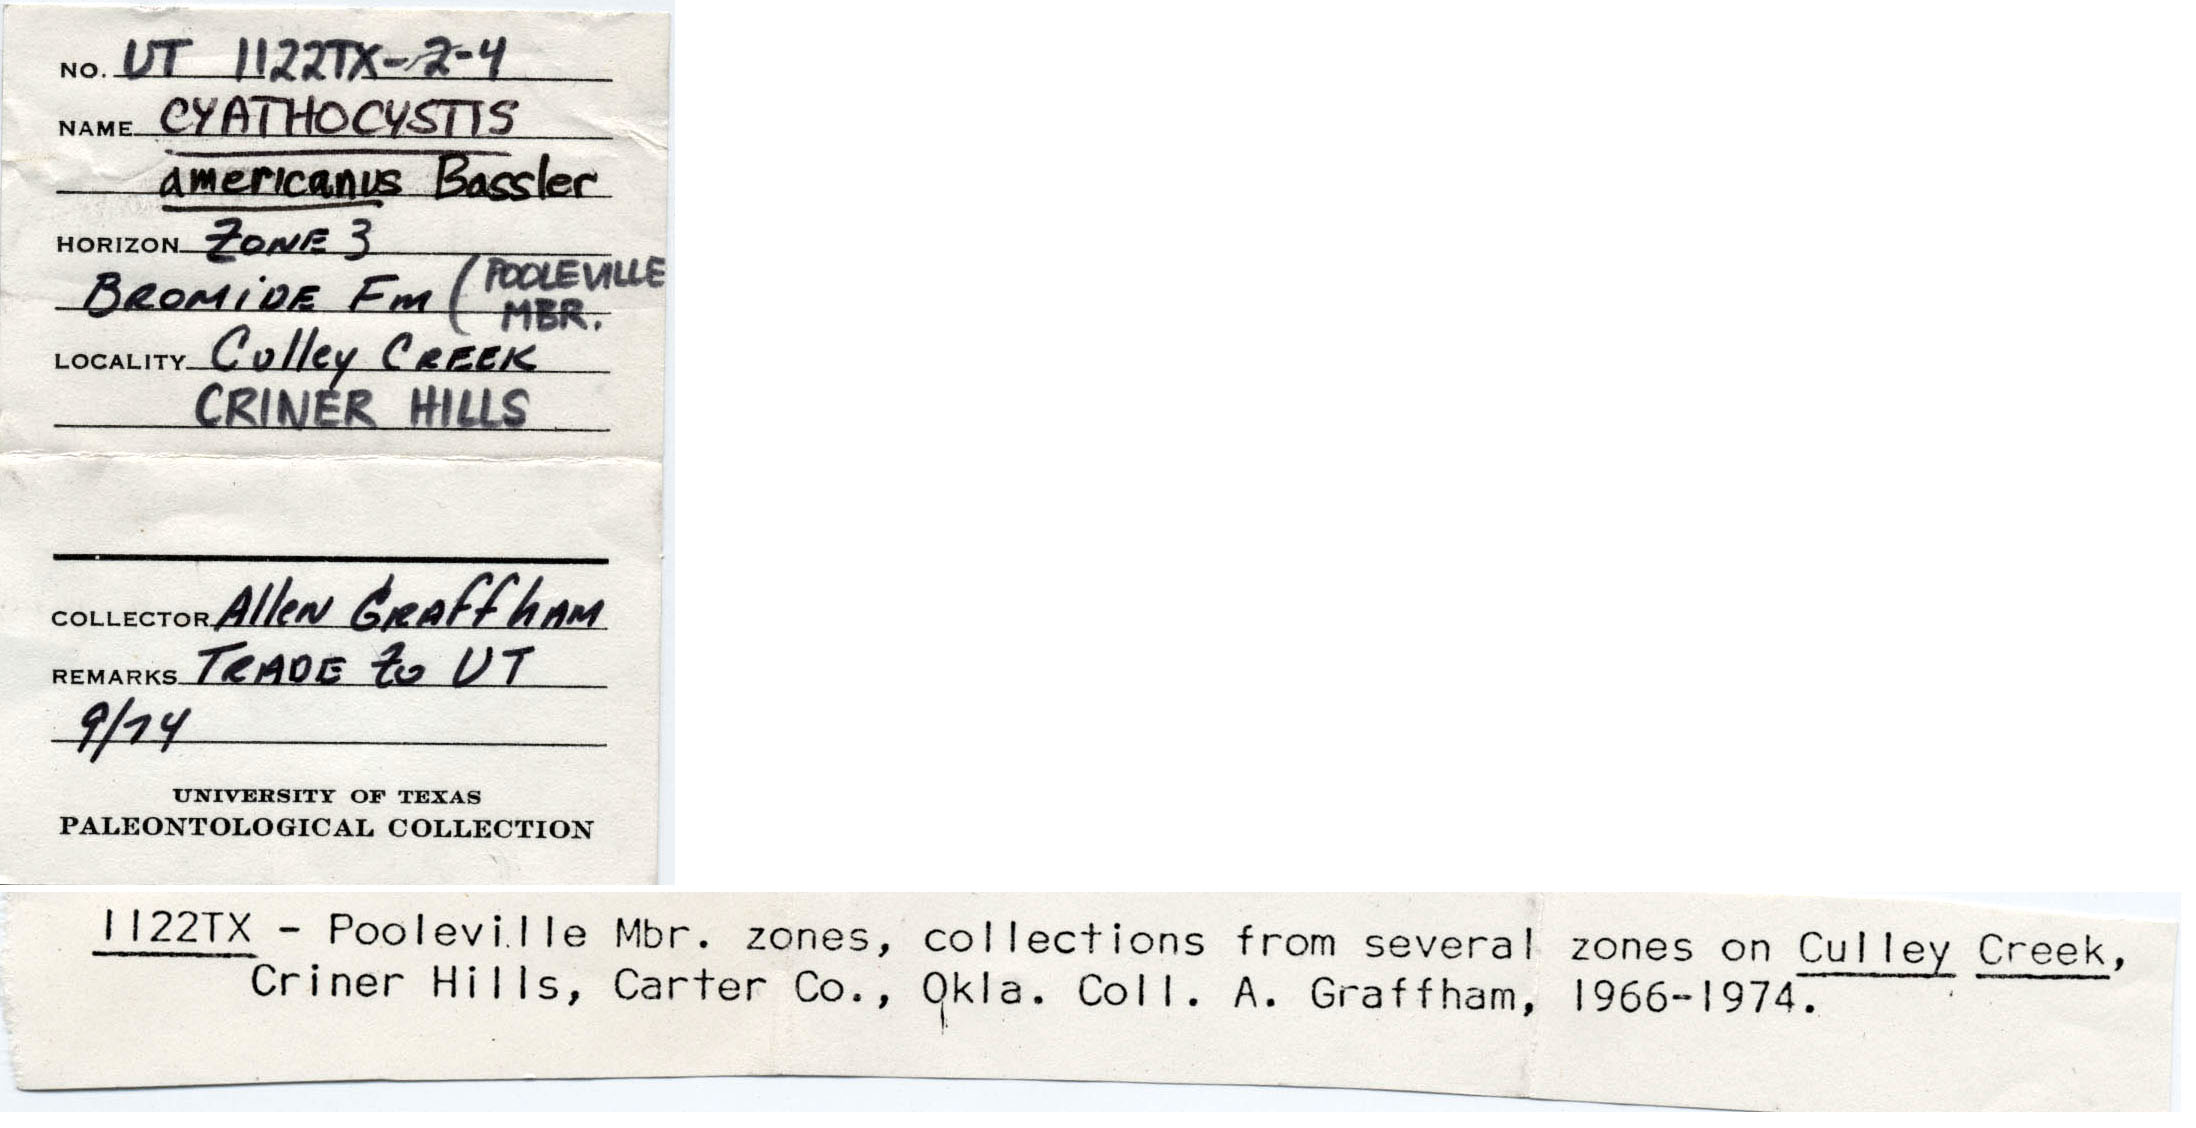 NO. UT 1122TX-2-4
NAME CYATHOCYSTIS
americanus Bassler
HORIZON ZONE 3
BROMIDE Fm (POOLEVILLE
MBR.
LOCALITY Culley CREEK
CRINER HILLS
COLLECTOR Allen GRAffhAM
REMARKS TRADE to UT
9/74
UNIVERSITY OF TEXAS
PALEONTOLOGICAL COLLECTION
1122TX - Pooleville Mbr. zones, collections from several zones on Culley Creek,
Criner Hills, Carter Co., Okla. Coll. A. Graffham, 1966-1974.